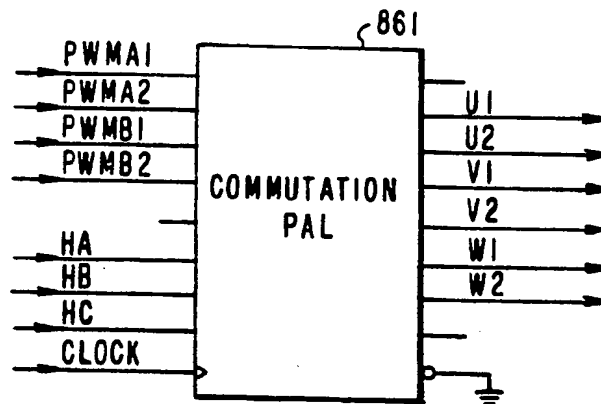 861
PWMA1
PWMA2
PWMB1
PWMB2
HA
HB
HC
CLOCK
COMMUTATION
PAL
U1
U2
V1
V2
W1
W2